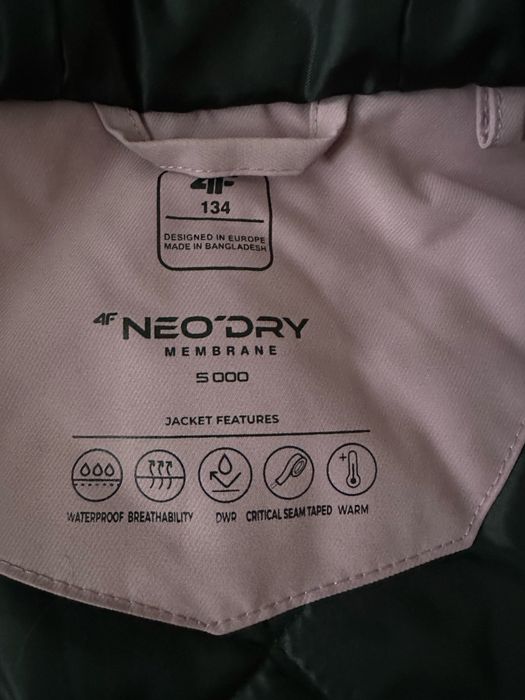 4F
134
DESIGNED IN EUROPE
MADE IN BANGLADESH
4F NEO'DRY
MEMBRANE
5 000
JACKET FEATURES
WATERPROOF BREATHABILITY DWR CRITICAL SEAM TAPED WARM